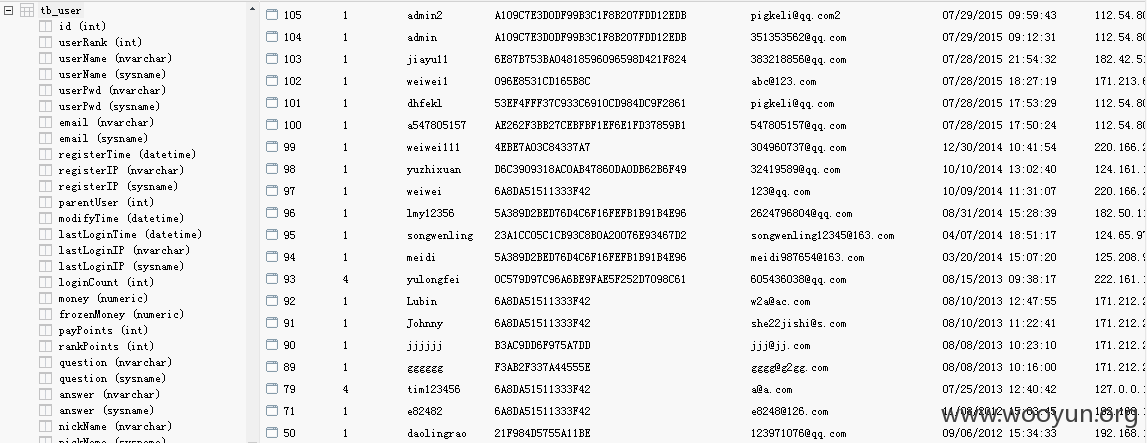 tb_user
id (int)
userRank (int)
userName (nvarchar)
userName (sysname)
userPwd (nvarchar)
userPwd (sysname)
email (nvarchar)
email (sysname)
registerTime (datetime)
registerIP (nvarchar)
registerIP (sysname)
parentUser (int)
modifyTime (datetime)
lastLoginTime (datetime)
lastLoginIP (nvarchar)
lastLoginIP (sysname)
loginCount (int)
money (numeric)
frozenMoney (numeric)
payPoints (int)
rankPoints (int)
question (nvarchar)
question (sysname)
answer (nvarchar)
answer (sysname)
nickName (nvarchar)
105 1 admin2 A109C7E3D0DF99B3C1F8B207FDD12EDB pigkeli@qq.com2 07/29/2015 09:59:43 112.54.80
104 1 admin A109C7E3D0DF99B3C1F8B207FDD12EDB 351353562@qq.com 07/29/2015 09:12:31 112.54.80
103 1 jiayu11 6E87B753BA04818596096598D421F824 383218856@qq.com 07/28/2015 21:54:32 182.42.51
102 1 weiwei1 096E8531CD165B8C abc@123.com 07/28/2015 18:27:19 171.213.6
101 1 dhfekl 53EF4FFF37C933C6910CD984DC9F2861 pigkeli@qq.com 07/28/2015 17:53:29 112.54.80
100 1 a547805157 AE262F3BB27CEBFBF1EF6E1FD37859B1 547805157@qq.com 07/28/2015 17:50:24 112.54.80
99 1 weiwei111 4EBE7A03C84337A7 304960737@qq.com 12/30/2014 10:41:54 220.166.2
98 1 yuzhixuan D6C3909318AC0AB47860DA0DB62B6F49 32419589@qq.com 10/10/2014 13:02:40 124.161.
97 1 weiwei 6A8DA51511333F42 123@qq.com 10/09/2014 11:31:07 220.166.2
96 1 lmy12356 5A389D2BED76D4C6F16FEFB1B91B4E96 2624796804@qq.com 08/31/2014 15:28:39 182.50.11
95 1 songwenling 23A1CC05C1CB93C8B0A20076E93467D2 songwenling12345@163.com 04/07/2014 18:51:17 124.65.97
94 1 meidi 5A389D2BED76D4C6F16FEFB1B91B4E96 meidi987654@163.com 03/20/2014 15:07:20 125.208.9
93 4 yulongfei 0C579D97C96A6BE9FAE5F252D7098C61 605436038@qq.com 08/15/2013 09:38:17 222.161.1
92 1 Lubin 6A8DA51511333F42 w2a@ac.com 08/10/2013 12:47:55 171.212.2
91 1 Johnny 6A8DA51511333F42 she22jishi@s.com 08/10/2013 11:22:41 171.212.2
90 1 jjjjjj B3AC9DD6F975A7DD jjj@jj.com 08/08/2013 10:23:10 171.212.
89 1 gggggg F3AB2F337A44555E gggg@g2gg.com 08/08/2013 10:16:00 171.212.2
79 4 tim123456 6A8DA51511333F42 a@a.com 07/25/2013 12:40:42 127.0.0.1
71 1 e82482 6A8DA51511333F42 e8248@126.com
50 1 daolingrao 21F984D5755A11BE 123971076@qq.com 09/06/2012 15:34:33 192.168.
www.wooyun.org